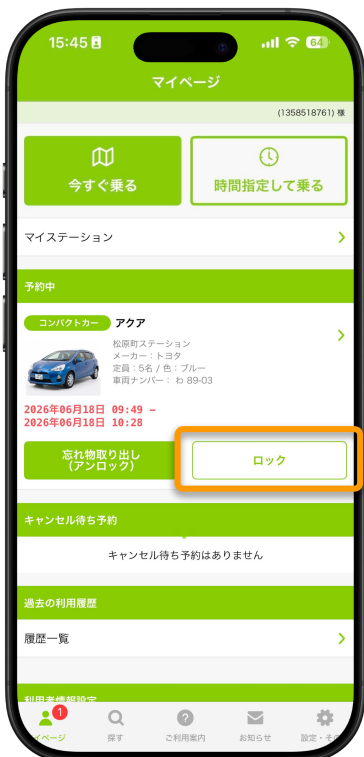 15:45
64
マイページ
(1358518761) 様
今すぐ乗る
時間指定して乗る
マイステーション
予約中
コンパクトカー アクア
松原町ステーション
メーカー：トヨタ
定員：5名 / 色：ブルー
車両ナンバー： わ 89-03
2026年06月18日 09:49 ~
2026年06月18日 10:28
忘れ物取り出し
(アンロック)
ロック
キャンセル待ち予約
キャンセル待ち予約はありません
過去の利用履歴
履歴一覧
利用者情報設定
1
イページ
探す
ご利用案内
お知らせ
設定・その